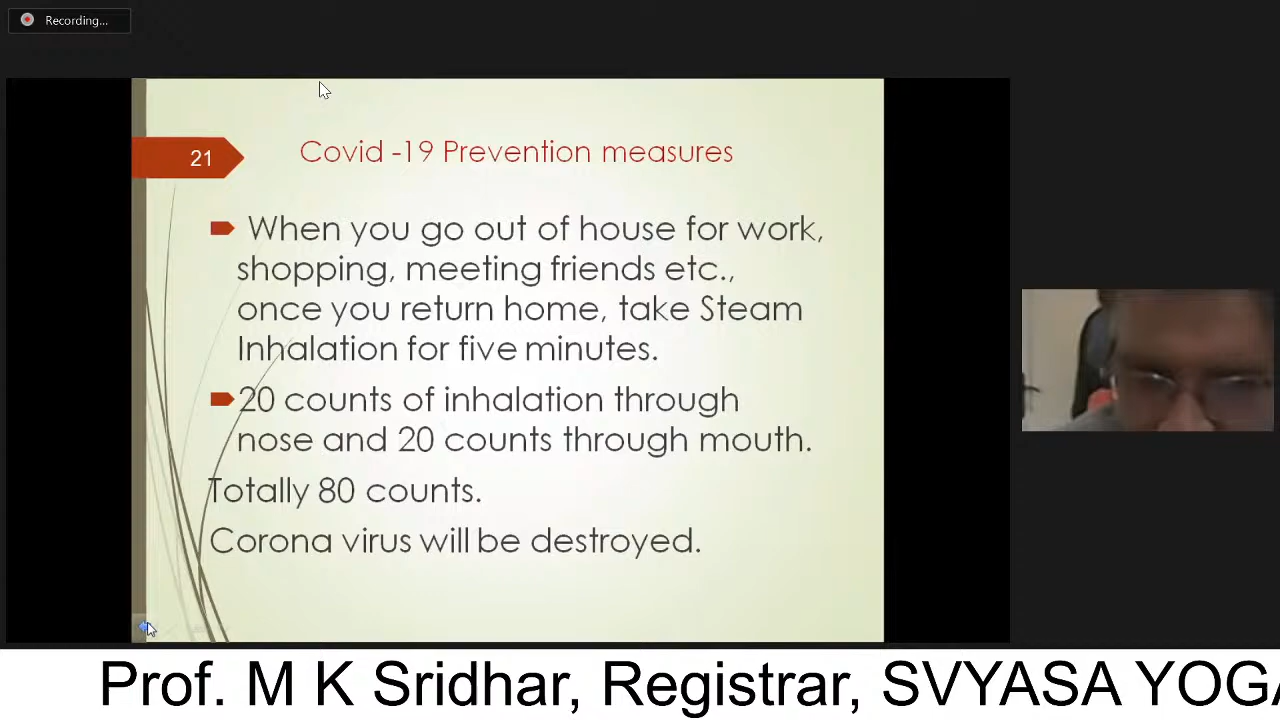 Recording...
21
Covid -19 Prevention measures
When you go out of house for work,
shopping, meeting friends etc.,
once you return home, take Steam
Inhalation for five minutes.
20 counts of inhalation through
nose and 20 counts through mouth.
Totally 80 counts.
Corona virus will be destroyed.
Prof. M K Sridhar, Registrar, SVYASA YOGA